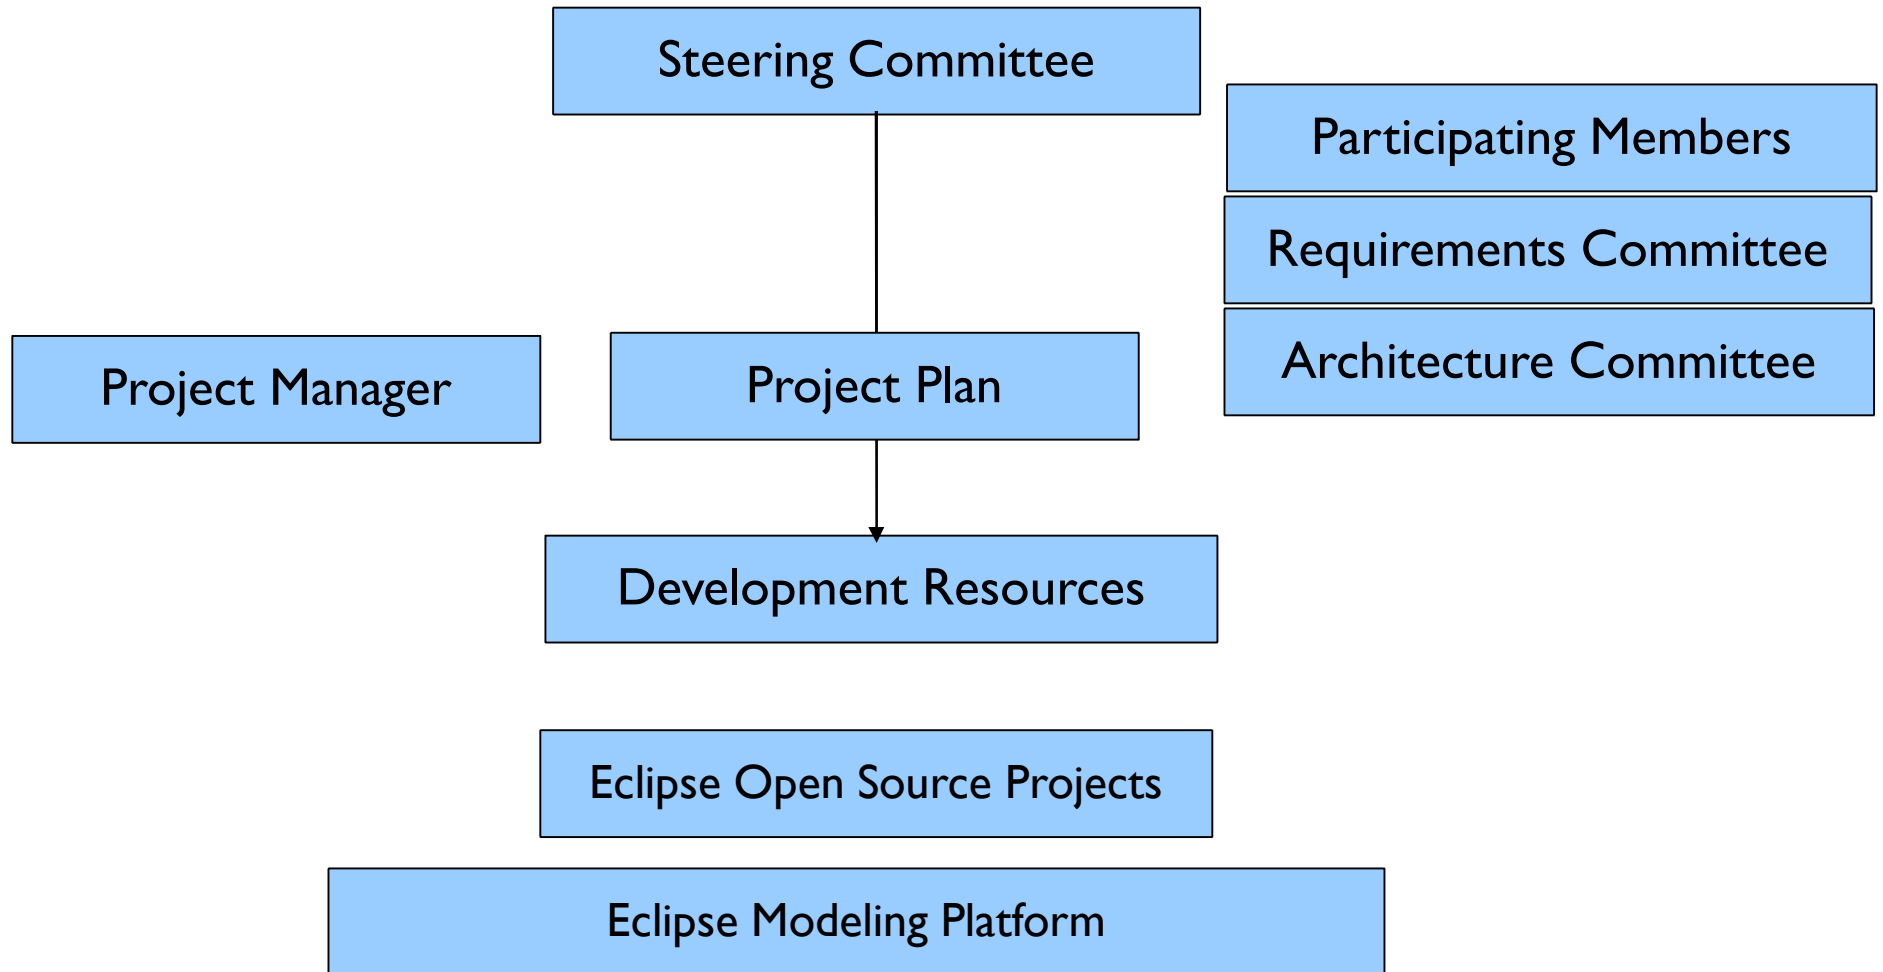 Steering Committee
Participating Members
Requirements Committee
Architecture Committee
Project Manager
Project Plan
Development Resources
Eclipse Open Source Projects
Eclipse Modeling Platform